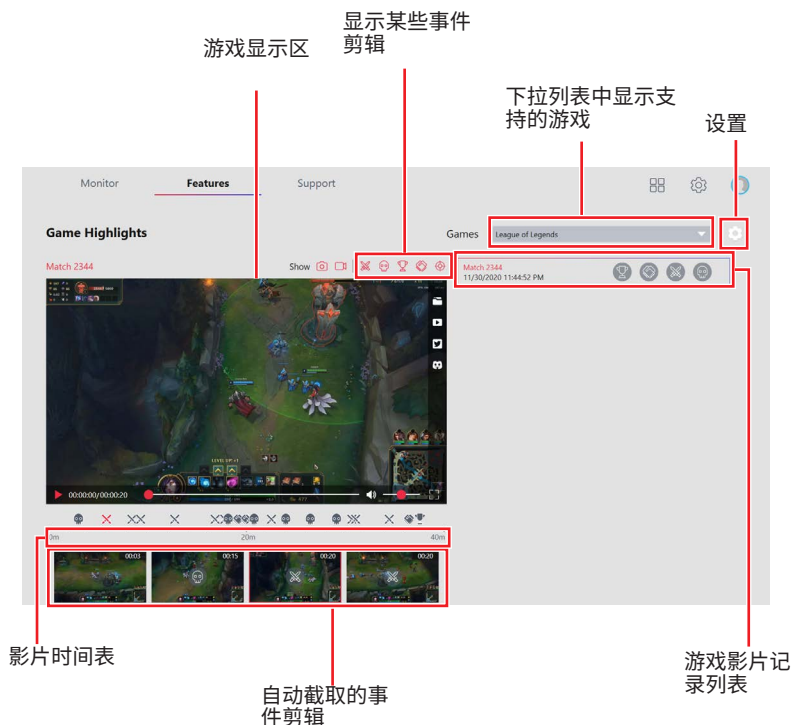 显示某些事件
剪辑
游戏显示区
下拉列表中显示支
持的游戏
设置
Monitor
Features
Support
Game Highlights
Games
League of Legends
Match 2344
Show
Match 2344
11/30/2020 11:44:52 PM
LEVEL UP! +1
00:00:00/00:00:20
0m
20m
40m
00:03
00:15
00:20
00:20
影片时间表
游戏影片记
录列表
自动截取的事
件剪辑